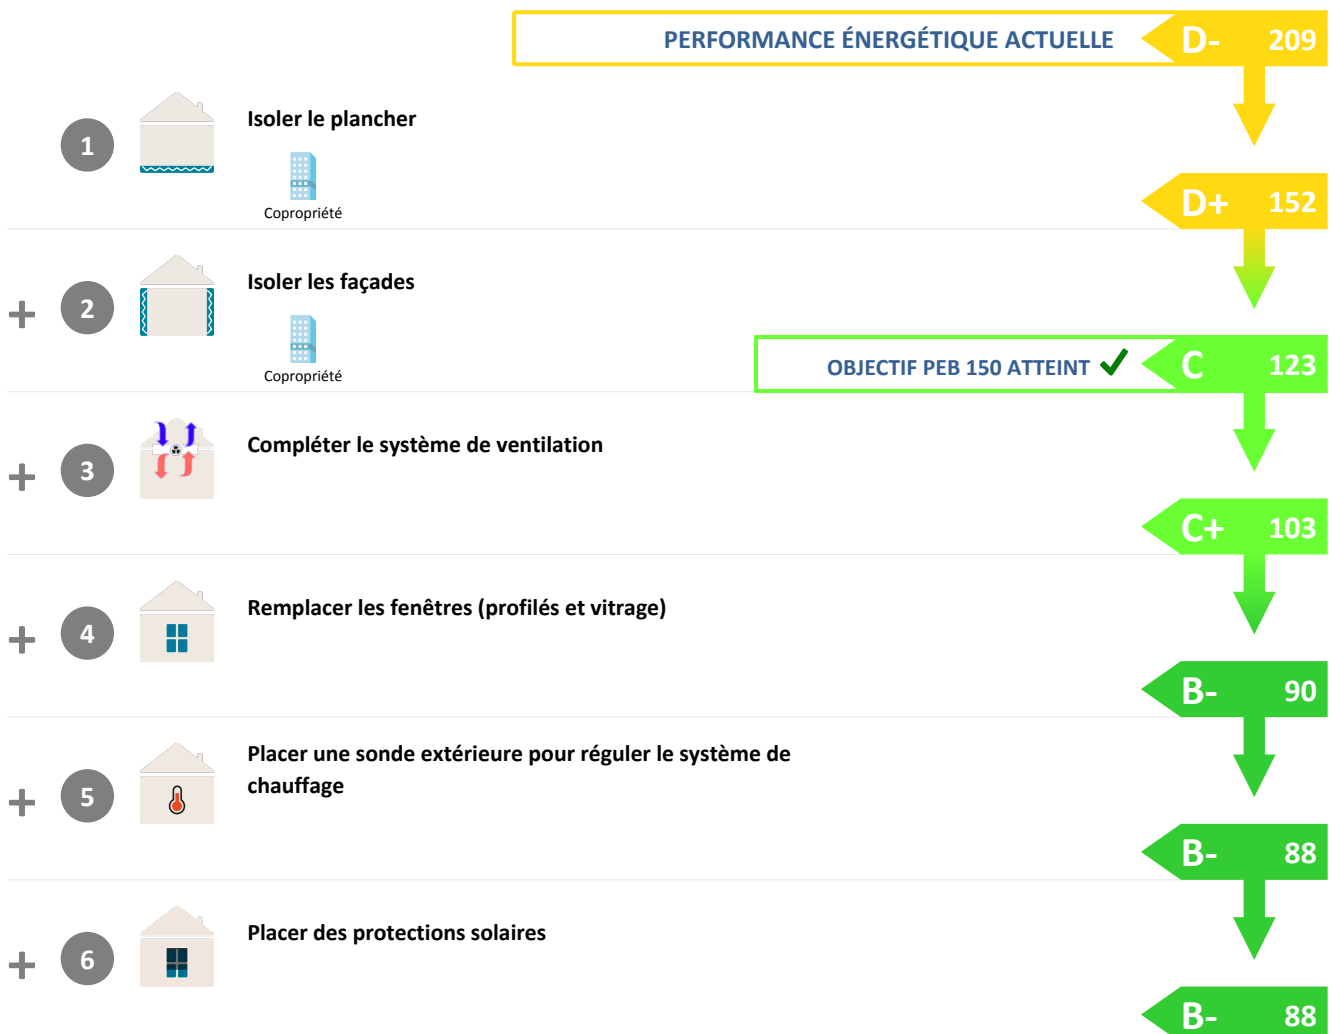 PERFORMANCE ÉNERGÉTIQUE ACTUELLE D- 209
1 Isoler le plancher
Copropriété
D+ 152
+ 2 Isoler les façades
Copropriété
OBJECTIF PEB 150 ATTEINT ✓ C 123
+ 3 Compléter le système de ventilation
C+ 103
+ 4 Remplacer les fenêtres (profilés et vitrage)
B- 90
+ 5 Placer une sonde extérieure pour réguler le système de
chauffage
B- 88
+ 6 Placer des protections solaires
B- 88